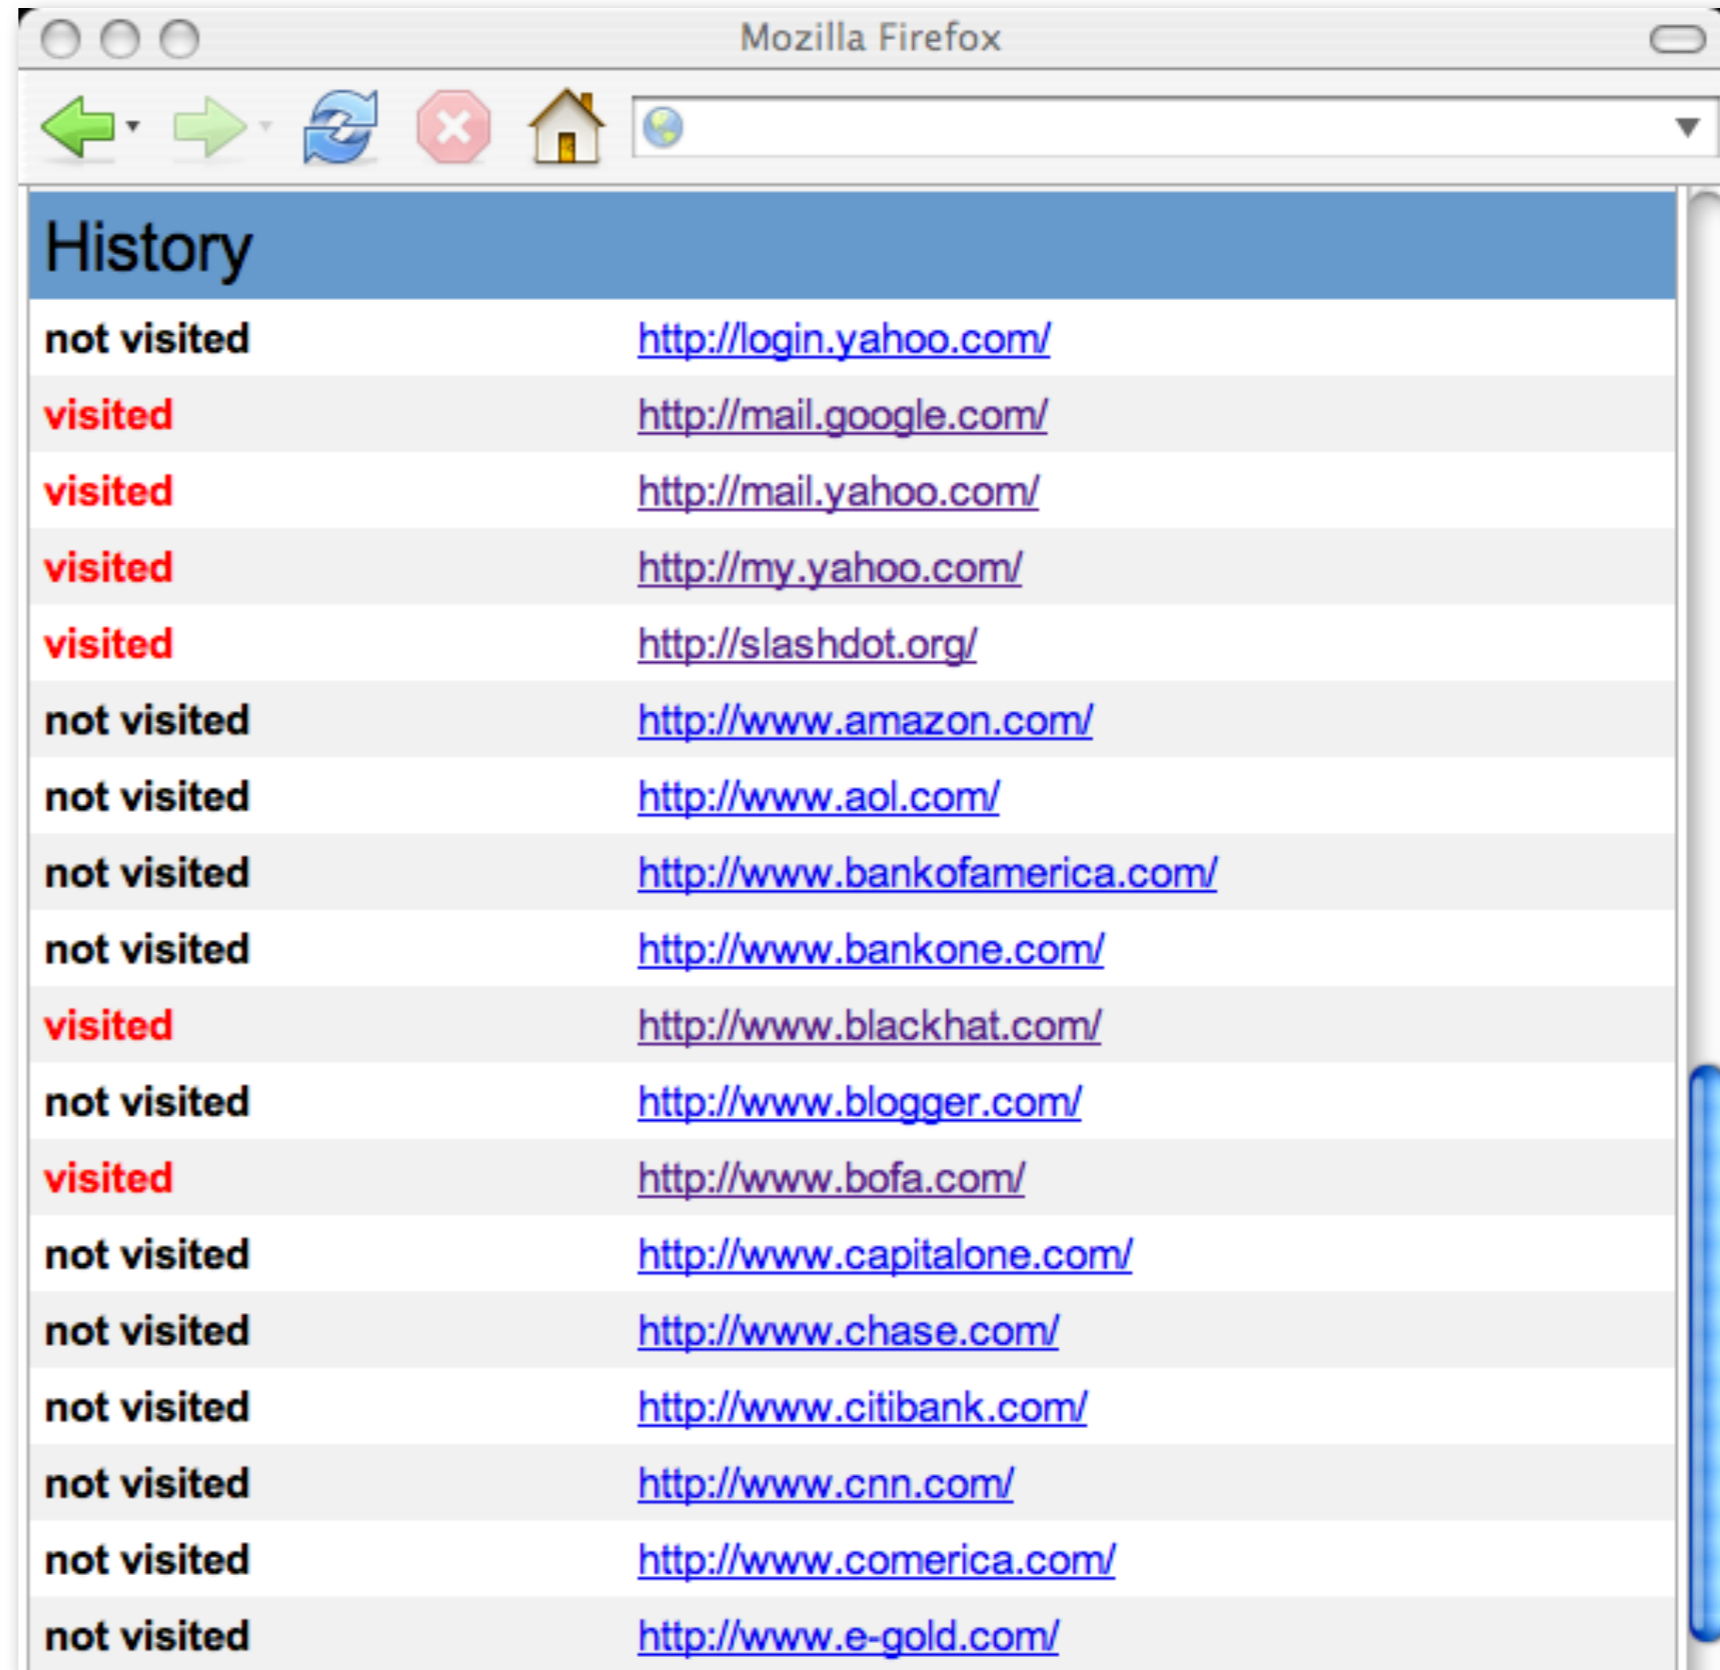 Mozilla Firefox
History
not visited http://login.yahoo.com/
visited http://mail.google.com/
visited http://mail.yahoo.com/
visited http://my.yahoo.com/
visited http://slashdot.org/
not visited http://www.amazon.com/
not visited http://www.aol.com/
not visited http://www.bankofamerica.com/
not visited http://www.bankone.com/
visited http://www.blackhat.com/
not visited http://www.blogger.com/
visited http://www.bofa.com/
not visited http://www.capitalone.com/
not visited http://www.chase.com/
not visited http://www.citibank.com/
not visited http://www.cnn.com/
not visited http://www.comerica.com/
not visited http://www.e-gold.com/